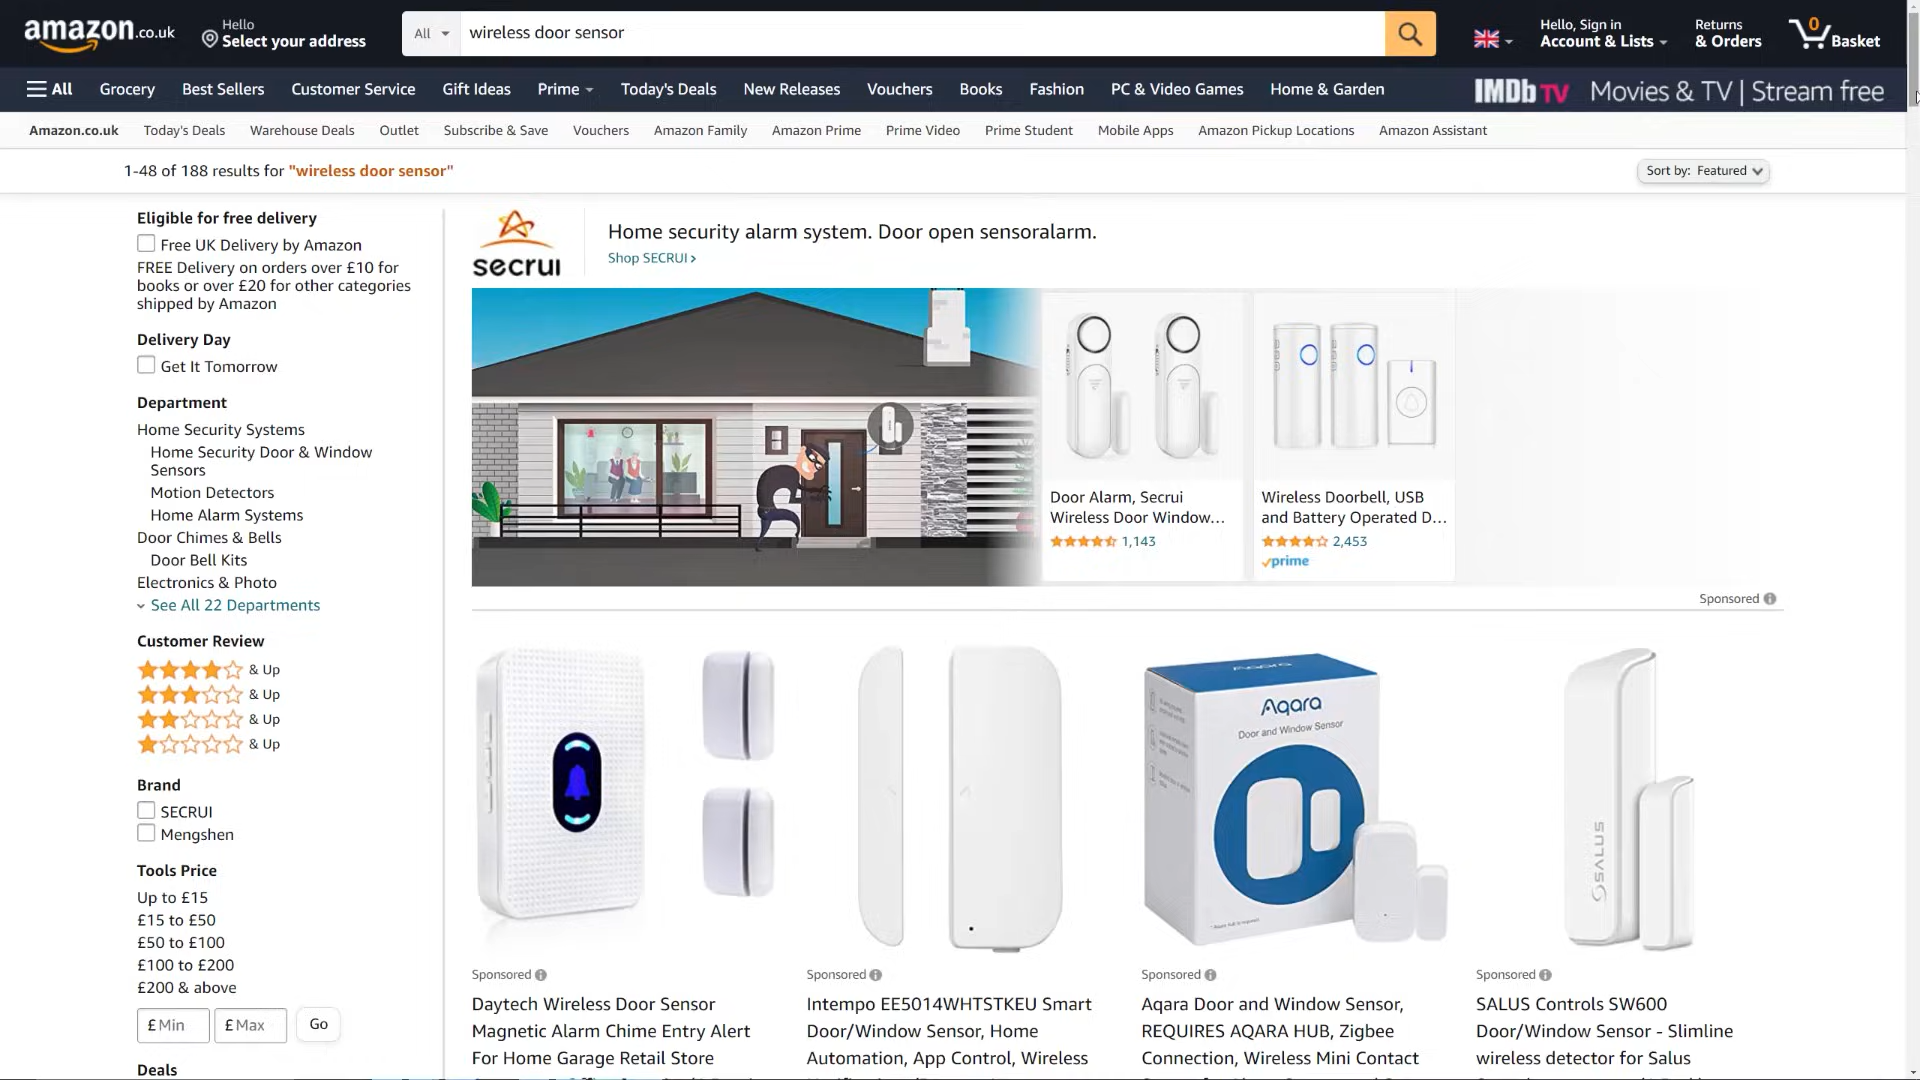 amazon.co.uk
Hello
Select your address
All
wireless door sensor
Hello, Sign in
Account & Lists
Returns
& Orders
0
Basket
All
Grocery
Best Sellers
Customer Service
Gift Ideas
Prime
Today's Deals
New Releases
Vouchers
Books
Fashion
PC & Video Games
Home & Garden
IMDb TV Movies & TV | Stream free
Amazon.co.uk
Today's Deals
Warehouse Deals
Outlet
Subscribe & Save
Vouchers
Amazon Family
Amazon Prime
Prime Video
Prime Student
Mobile Apps
Amazon Pickup Locations
Amazon Assistant
1-48 of 188 results for "wireless door sensor"
Sort by: Featured
Eligible for free delivery
Free UK Delivery by Amazon
FREE Delivery on orders over £10 for
books or over £20 for other categories
shipped by Amazon
Delivery Day
Get It Tomorrow
Department
Home Security Systems
Home Security Door & Window
Sensors
Motion Detectors
Home Alarm Systems
Door Chimes & Bells
Door Bell Kits
Electronics & Photo
See All 22 Departments
Customer Review
& Up
& Up
& Up
& Up
Brand
SECRUI
Mengshen
Tools Price
Up to £15
£15 to £50
£50 to £100
£100 to £200
£200 & above
£ Min
£ Max
Go
Deals
secrui
Home security alarm system. Door open sensoralarm.
Shop SECRUI ›
Door Alarm, Secrui
Wireless Door Window...
1,143
Wireless Doorbell, USB
and Battery Operated D...
2,453
prime
Sponsored
Aqara
Aqara
Door and Window Sensor
SALUS
Sponsored
Daytech Wireless Door Sensor
Magnetic Alarm Chime Entry Alert
For Home Garage Retail Store
Sponsored
Intempo EE5014WHTSTKEU Smart
Door/Window Sensor, Home
Automation, App Control, Wireless
Sponsored
Aqara Door and Window Sensor,
REQUIRES AQARA HUB, Zigbee
Connection, Wireless Mini Contact
Sponsored
SALUS Controls SW600
Door/Window Sensor - Slimline
wireless detector for Salus